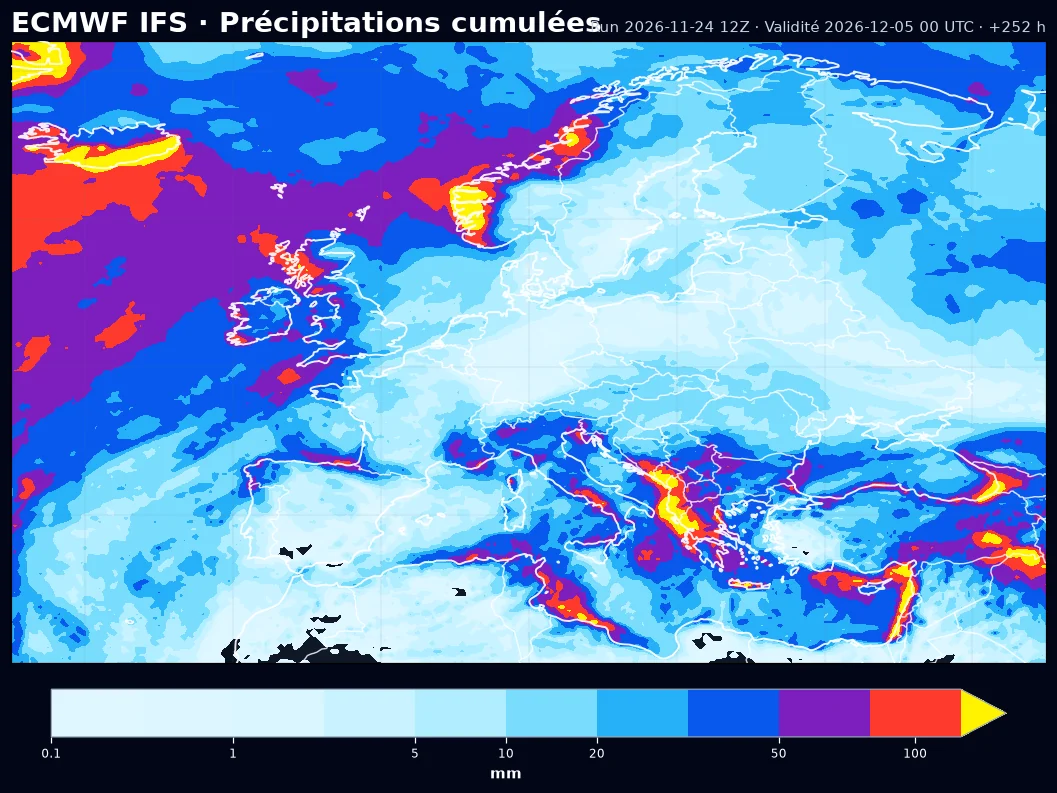 ECMWF IFS · Précipitations cumulées
Run 2026-11-24 12Z · Validité 2026-12-05 00 UTC · +252 h
0.1 1 5 10 20 50 100
mm